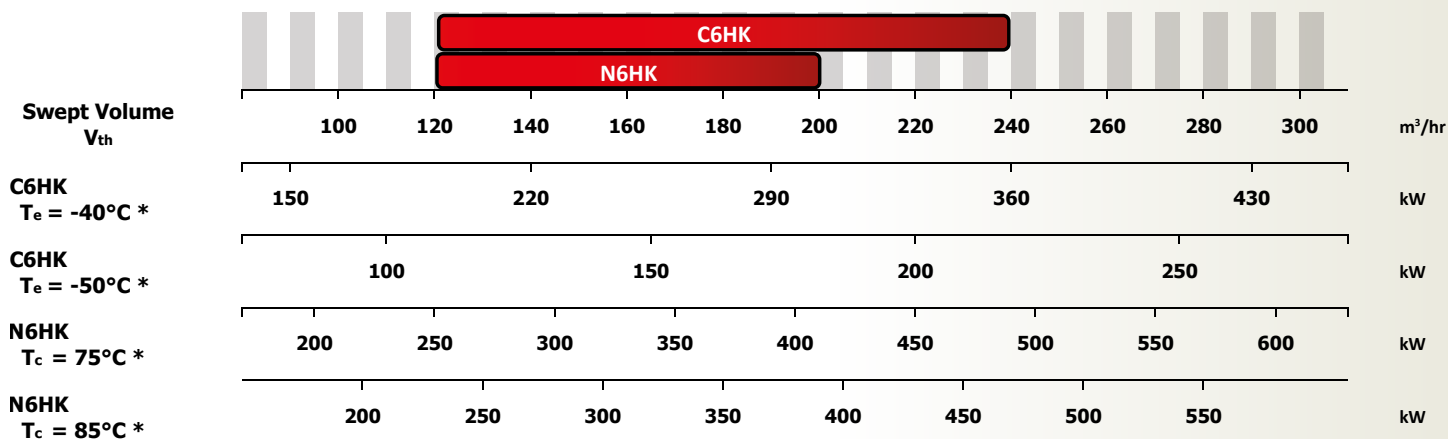 C6HK
N6HK
Swept Volume
Vth
100 120 140 160 180 200 220 240 260 280 300 m³/hr
C6HK
Te = -40°C *
150 220 290 360 430 kW
C6HK
Te = -50°C *
100 150 200 250 kW
N6HK
Tc = 75°C *
200 250 300 350 400 450 500 550 600 kW
N6HK
Tc = 85°C *
200 250 300 350 400 450 500 550 kW